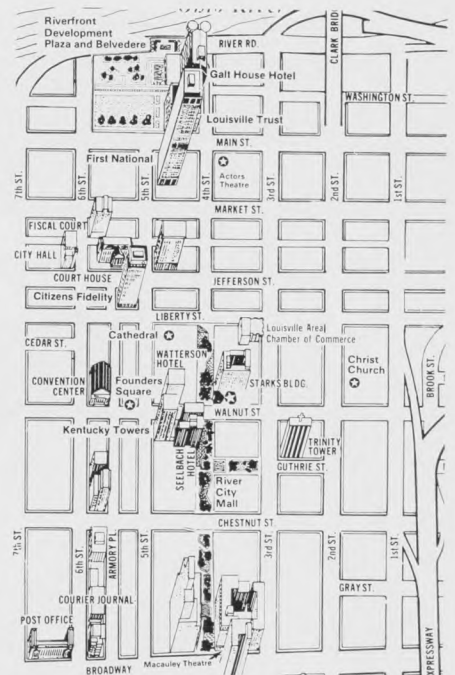 OHIO RIVER
Riverfront
Development
Plaza and Belvedere
RIVER RD.
CLARK BRIDG
Galt House Hotel
WASHINGTON ST.
Louisville Trust
MAIN ST.
First National
Actors
Theatre
7th ST.
6th ST.
5th ST.
4th ST.
3rd ST.
2nd ST.
1st ST.
MARKET ST.
FISCAL COURT
CITY HALL
COURT HOUSE
JEFFERSON ST.
Citizens Fidelity
LIBERTY ST.
Cathedral
Louisville Area
Chamber of Commerce
CEDAR ST.
WATTERSON
HOTEL
Christ
Church
CONVENTION
CENTER
Founders
Square
STARKS BLDG.
BROOK ST.
WALNUT ST
Kentucky Towers
SEELBACH
HOTEL
TRINITY
TOWER
GUTHRIE ST.
River
City
Mall
CHESTNUT ST.
7th ST.
6th ST.
ARMORY PL
5th ST.
3rd ST.
2nd ST.
1st ST.
GRAY ST.
COURIER JOURNAL
POST OFFICE
XPRESSWAY
Macauley Theatre
BROADWAY